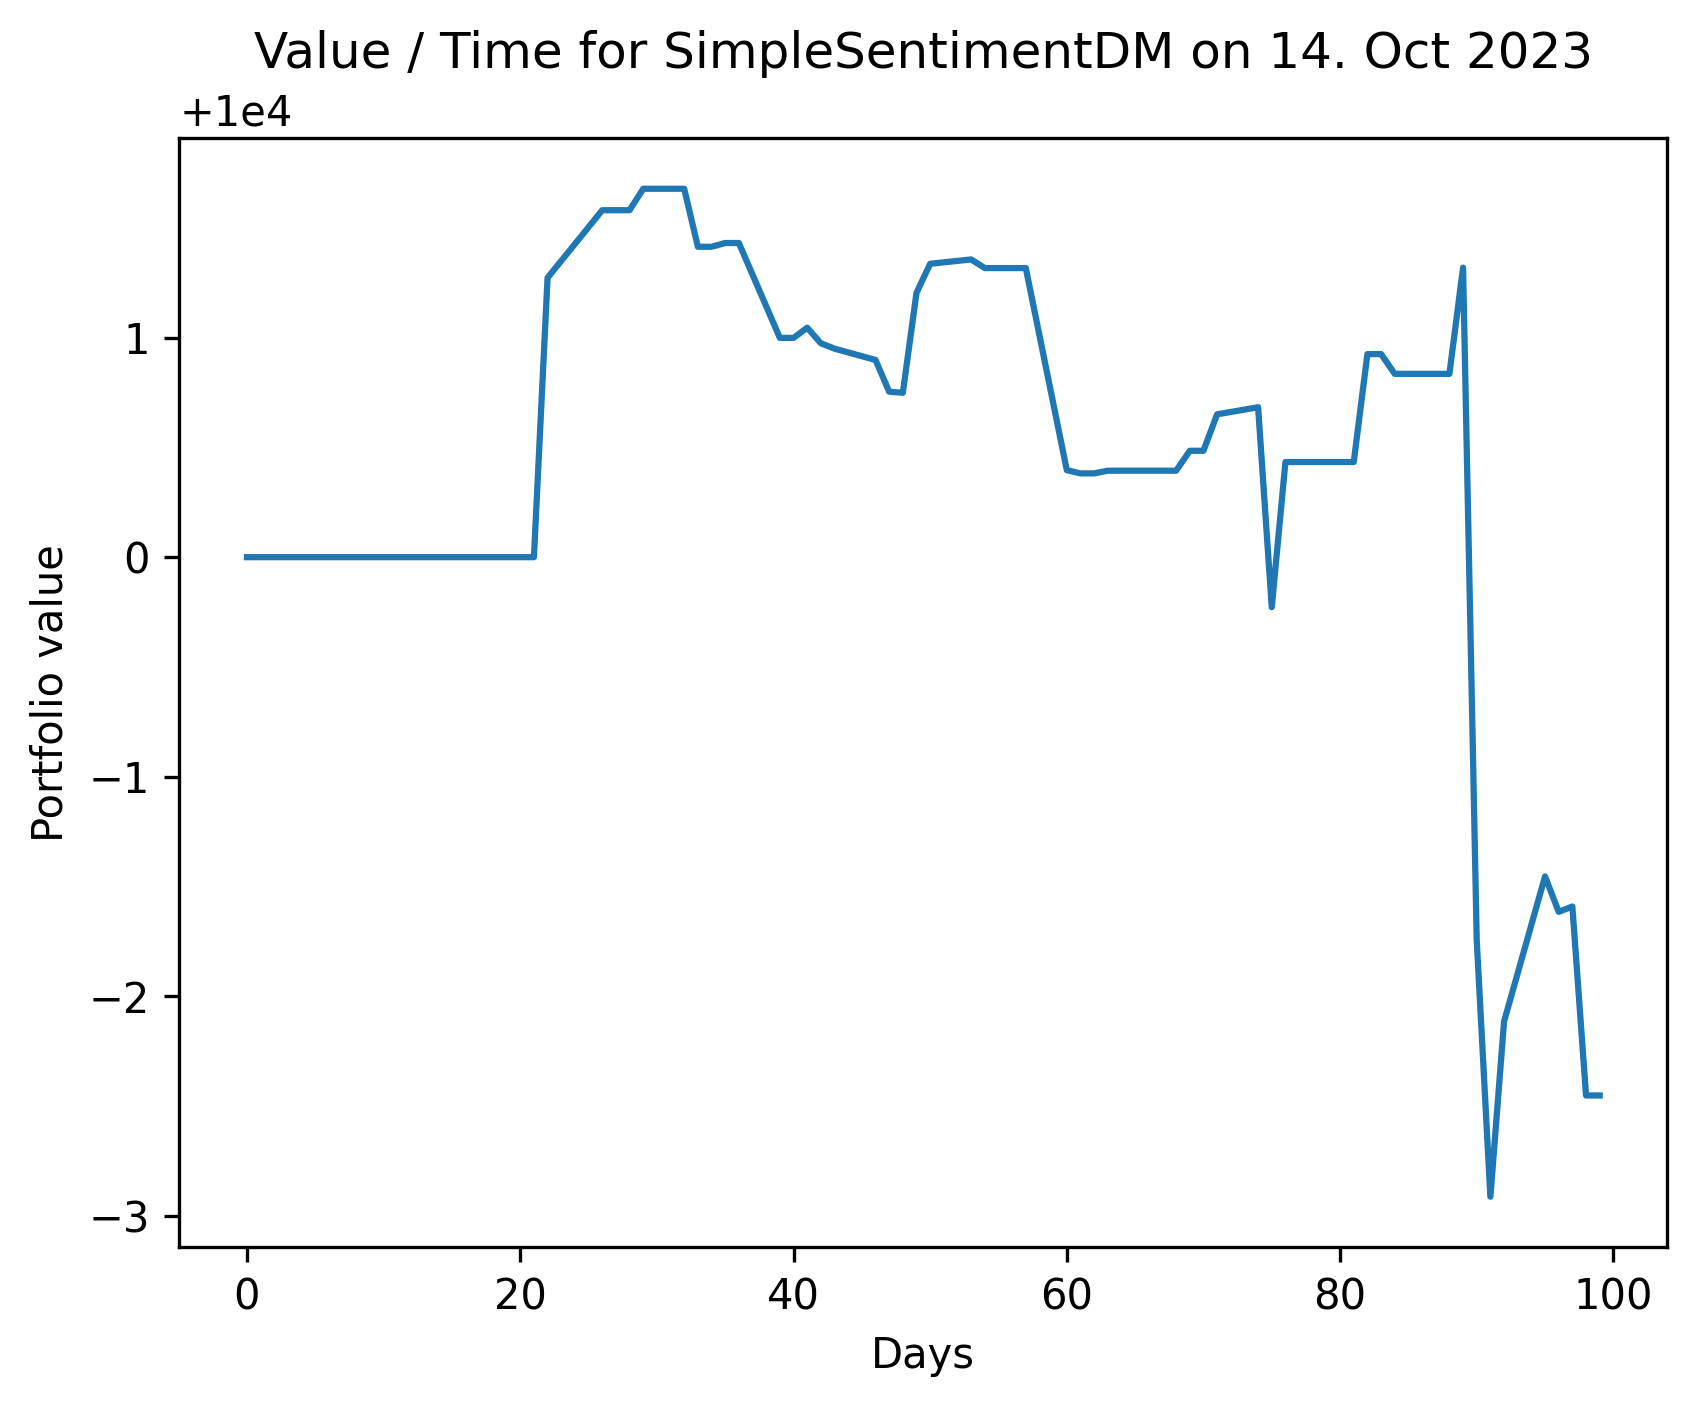 Value / Time for SimpleSentimentDM on 14. Oct 2023
+1e4
1
0
−1
−2
−3
Portfolio value
0 20 40 60 80 100
Days